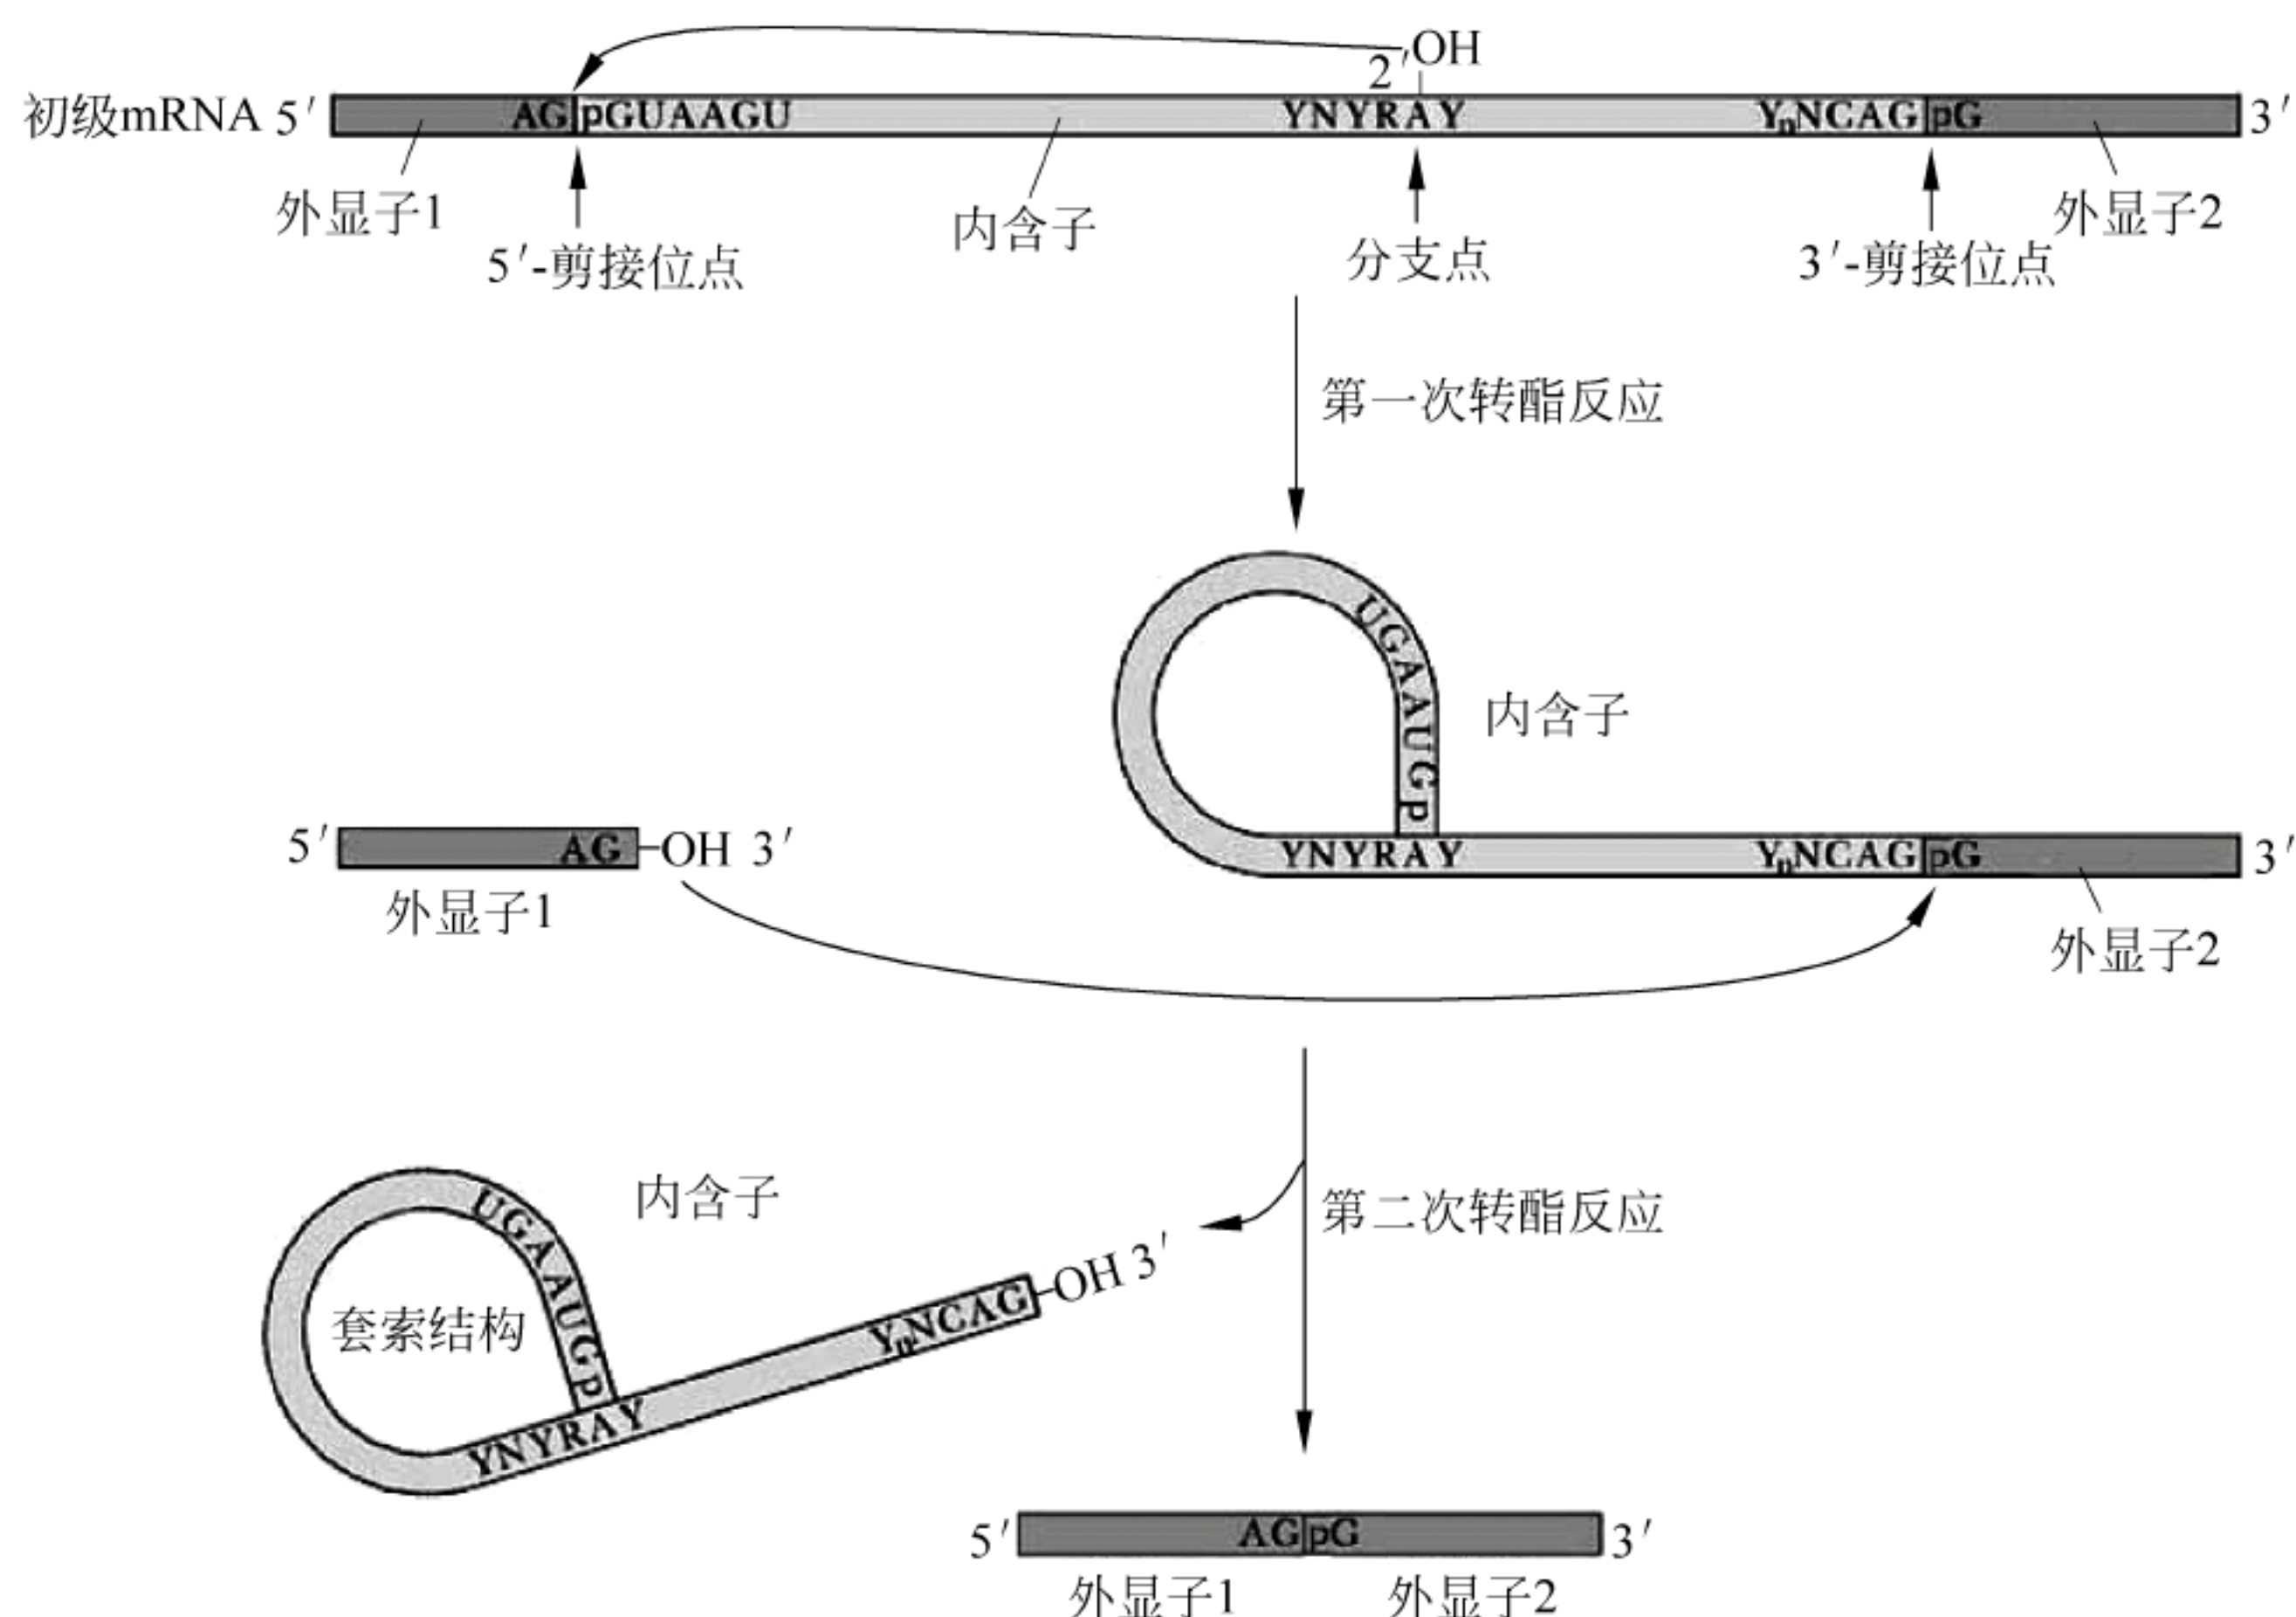 2′OH
初级mRNA 5′ AG pGUAAGU YNYRAY YnNCAG pG 3′
外显子1 内含子 外显子2
5′-剪接位点 分支点 3′-剪接位点
第一次转酯反应
UGAAUGp 内含子
5′ AG—OH 3′ YNYRAY YnNCAG pG 3′
外显子1 外显子2
内含子 第二次转酯反应
UGAAUGp
套索结构
YNYRAY YnNCAG—OH 3′
5′ AG pG 3′
外显子1 外显子2